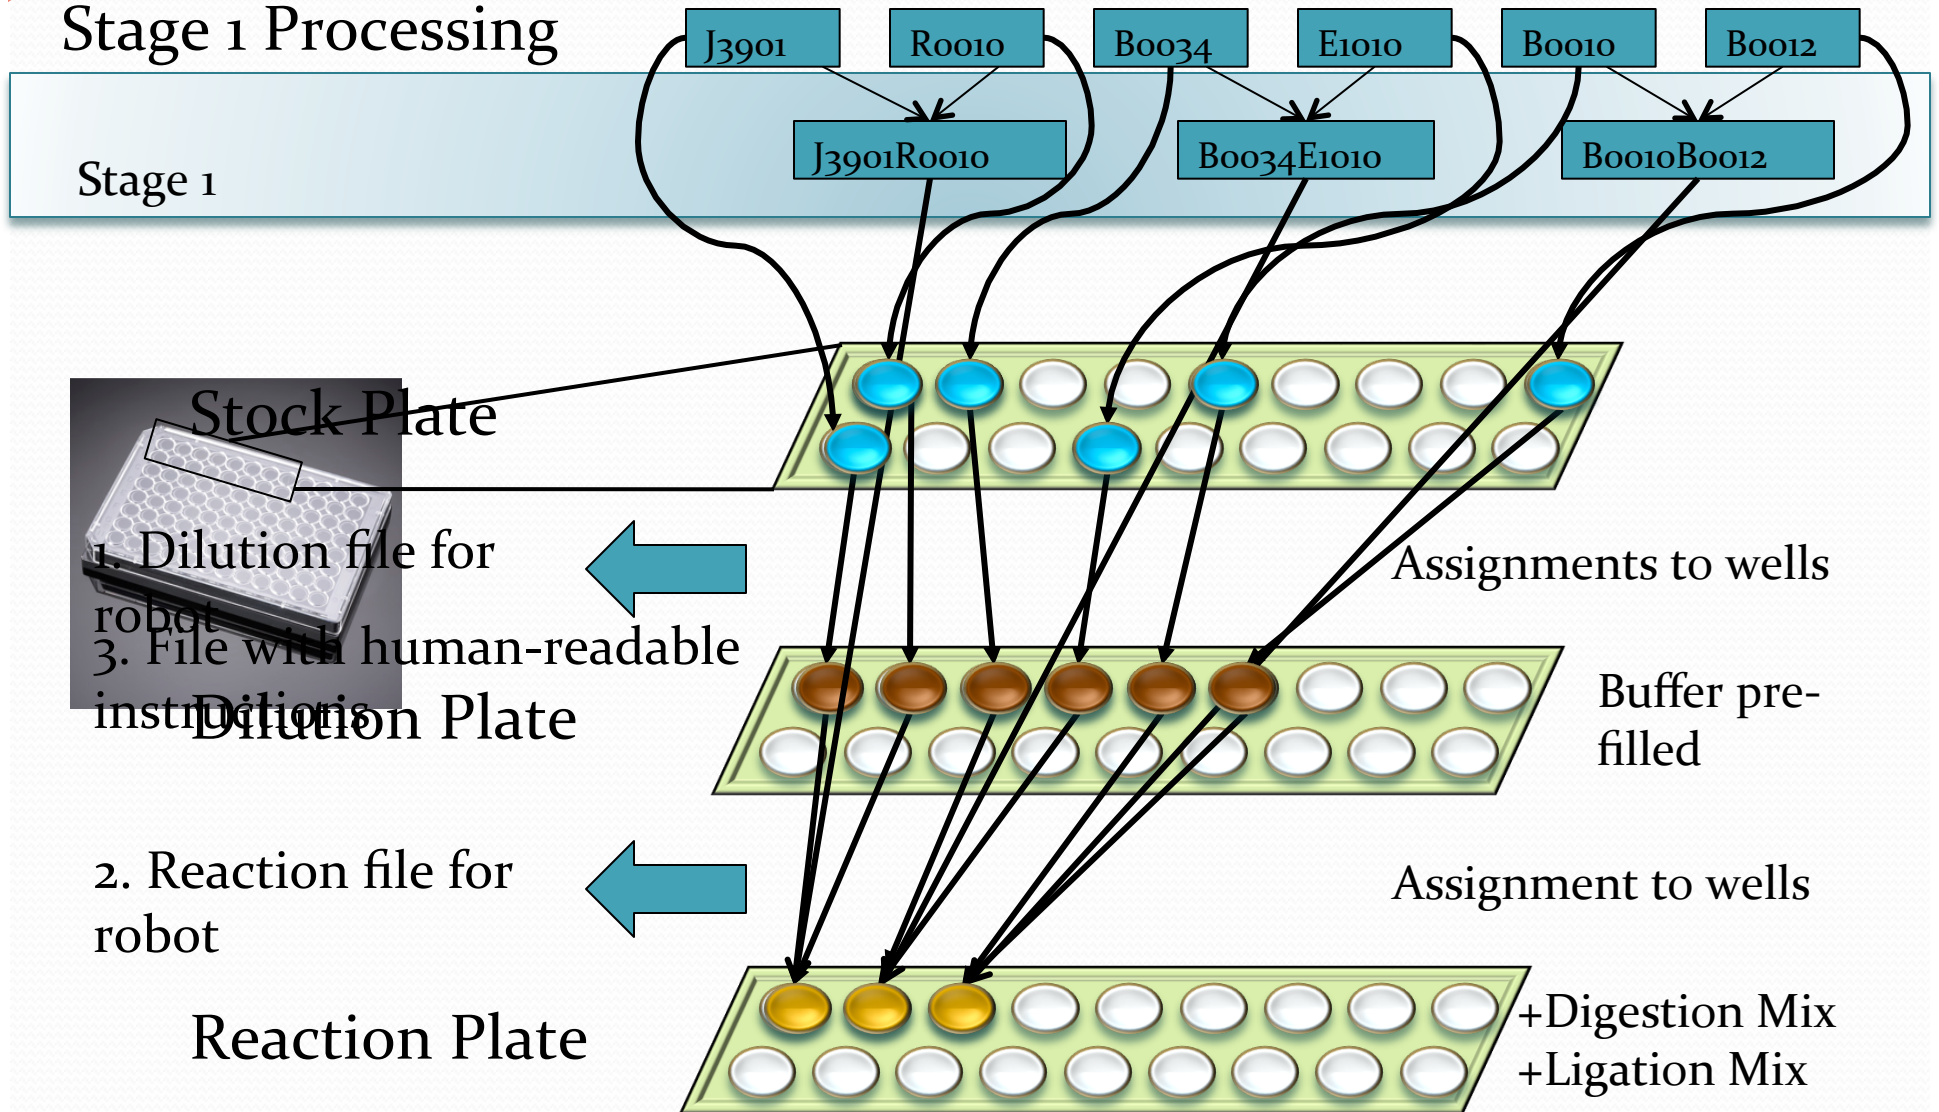 Stage 1 Processing
J3901
R0010
B0034
E1010
B0010
B0012
J3901R0010
B0034E1010
B0010B0012
Stage 1
Stock Plate
1. Dilution file for
robot
Assignments to wells
3. File with human-readable
instructions
Dilution Plate
Buffer pre-
filled
2. Reaction file for
robot
Assignment to wells
Reaction Plate
+Digestion Mix
+Ligation Mix